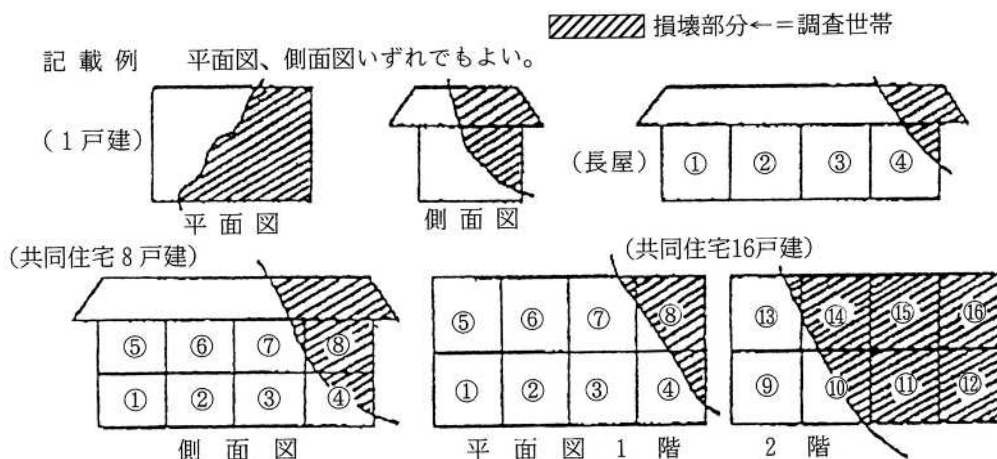 損壊部分←＝調査世帯
記載例 平面図、側面図いずれでもよい。
(1戸建)
平面図
側面図
(長屋)
① ② ③ ④
(共同住宅8戸建)
⑤ ⑥ ⑦ ⑧
① ② ③ ④
側面図
(共同住宅16戸建)
⑤ ⑥ ⑦ ⑧
① ② ③ ④
平面図1階
⑬ ⑭ ⑮ ⑯
⑨ ⑩ ⑪ ⑫
2階